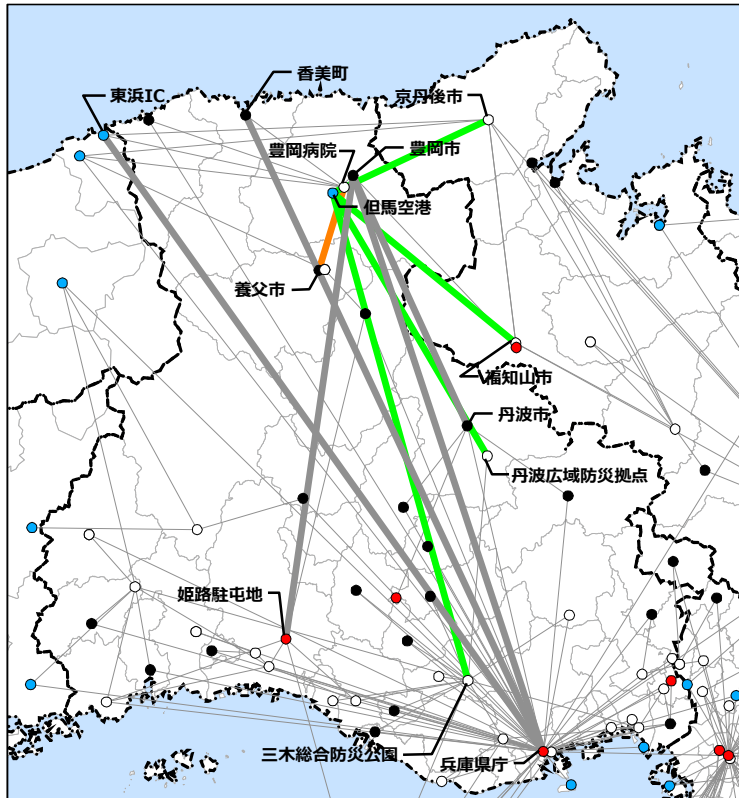 香美町
東浜IC
京丹後市
豊岡病院
豊岡市
但馬空港
養父市
福知山市
丹波市
丹波広域防災拠点
姫路駐屯地
三木総合防災公園
兵庫県庁